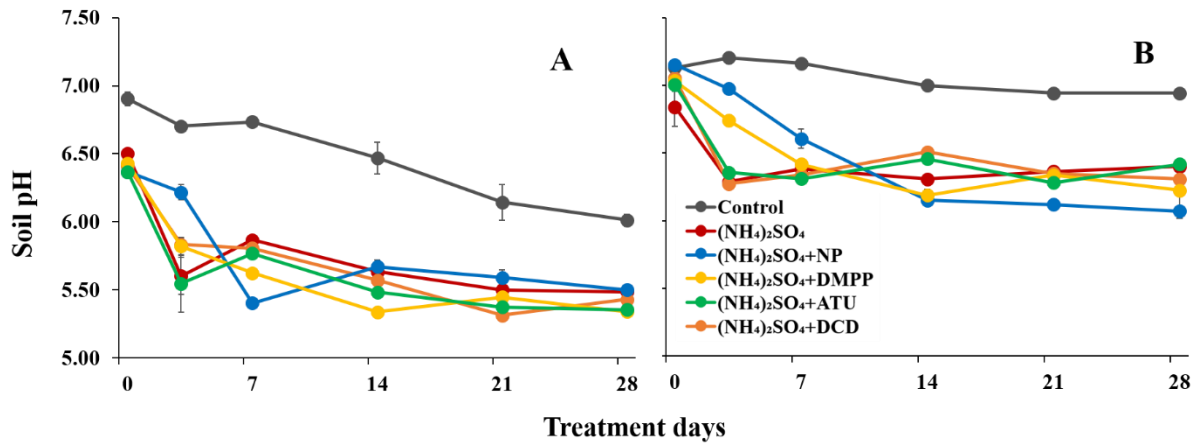 7.50
7.00
6.50
6.00
5.50
5.00
Soil pH
A
B
Control
(NH₄)₂SO₄
(NH₄)₂SO₄+NP
(NH₄)₂SO₄+DMPP
(NH₄)₂SO₄+ATU
(NH₄)₂SO₄+DCD
0 7 14 21 28
0 7 14 21 28
Treatment days